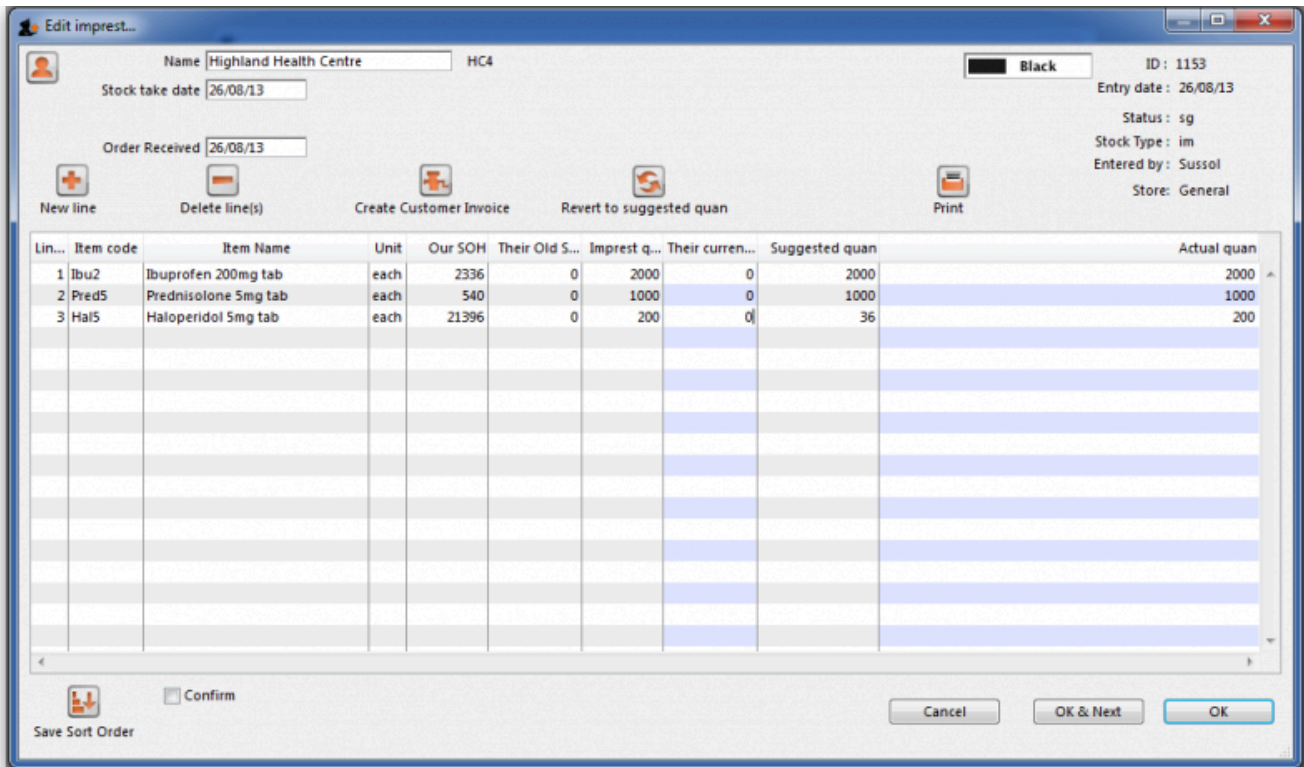 Edit imprest...
Name Highland Health Centre HC4 Black ID : 1153
Stock take date 26/08/13 Entry date : 26/08/13
Status : sg
Order Received 26/08/13 Stock Type : im
Entered by : Sussol
Store: General
New line Delete line(s) Create Customer Invoice Revert to suggested quan Print
Lin... Item code Item Name Unit Our SOH Their Old S... Imprest q... Their curren... Suggested quan Actual quan
1 Ibu2 Ibuprofen 200mg tab each 2336 0 2000 0 2000 2000
2 Pred5 Prednisolone 5mg tab each 540 0 1000 0 1000 1000
3 Hal5 Haloperidol 5mg tab each 21396 0 200 0 36 200
Confirm
Cancel OK & Next OK
Save Sort Order